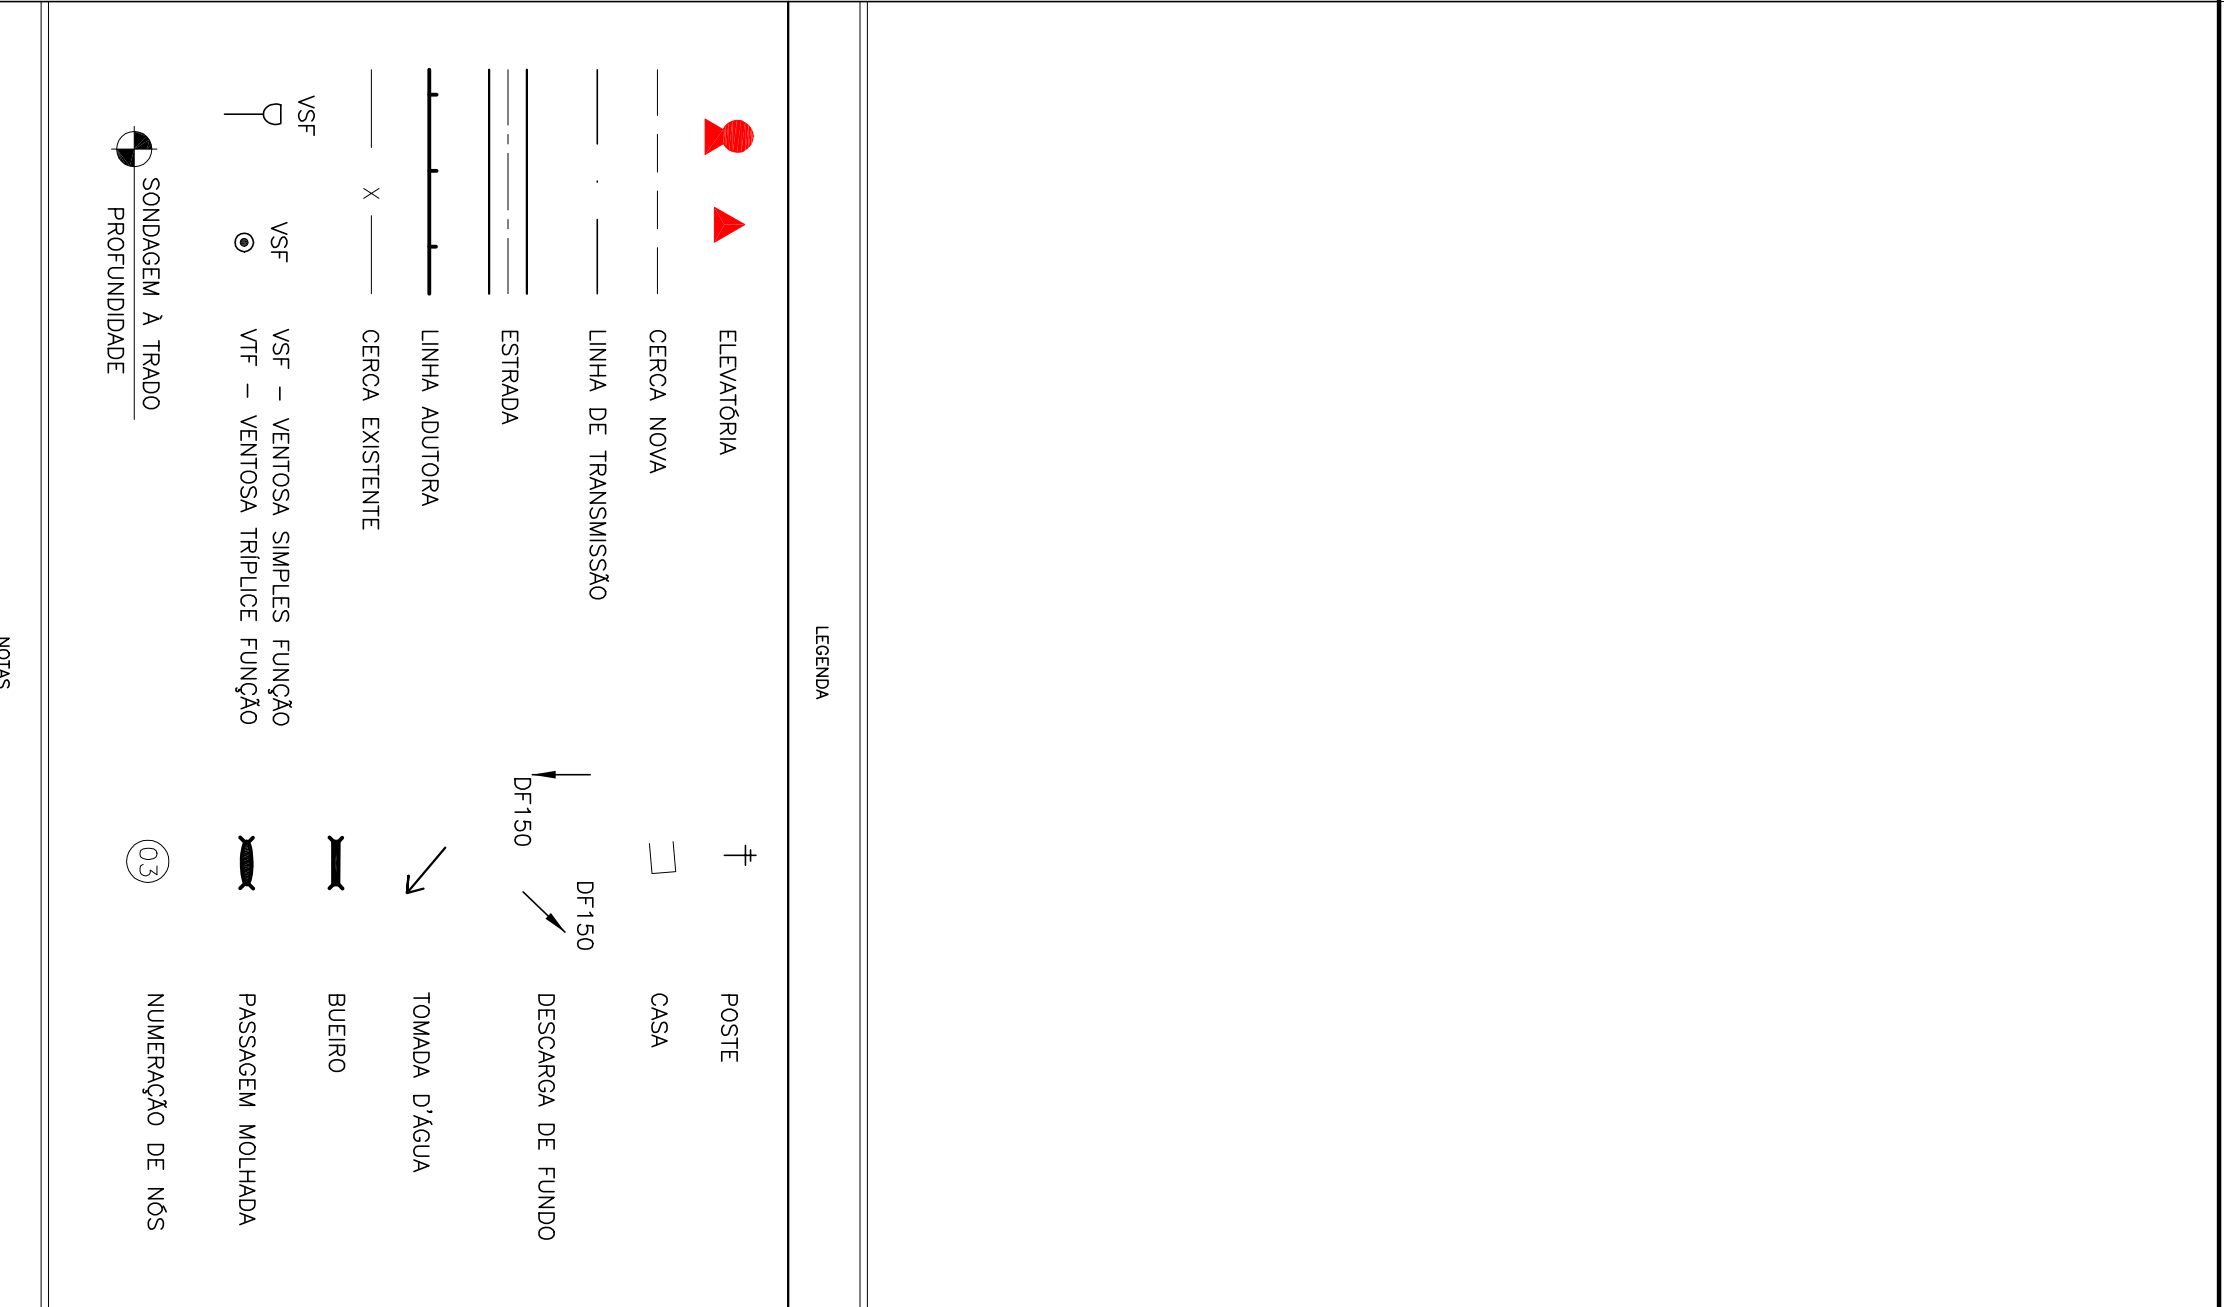 LEGENDA
ELEVATÓRIA
CERCA NOVA
LINHA DE TRANSMISSÃO
ESTRADA
LINHA ADUTORA
CERCA EXISTENTE
X
VSF
VSF
VSF - VENTOSA SIMPLES FUNÇÃO
VTF - VENTOSA TRÍPLICE FUNÇÃO
SONDAGEM À TRADO
PROFUNDIDADE
POSTE
CASA
DF150
DF150
DESCARGA DE FUNDO
TOMADA D'ÁGUA
BUEIRO
PASSAGEM MOLHADA
03
NUMERAÇÃO DE NÓS
NOTAS